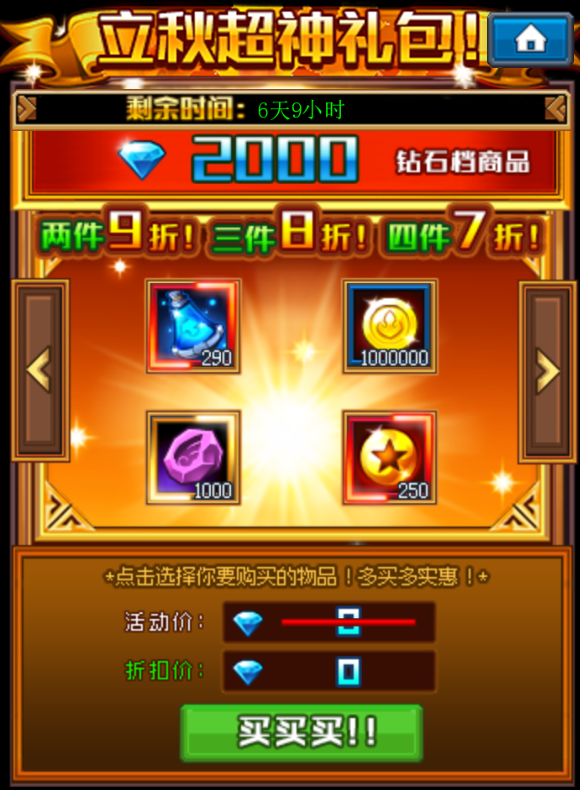 立秋超神礼包!
剩余时间: 6天9小时
2000 钻石档商品
两件9折! 三件8折! 四件7折!
290 1000000
1000 250
*点击选择你要购买的物品！多买多实惠！*
活动价: 0
折扣价: 0
买买买!!